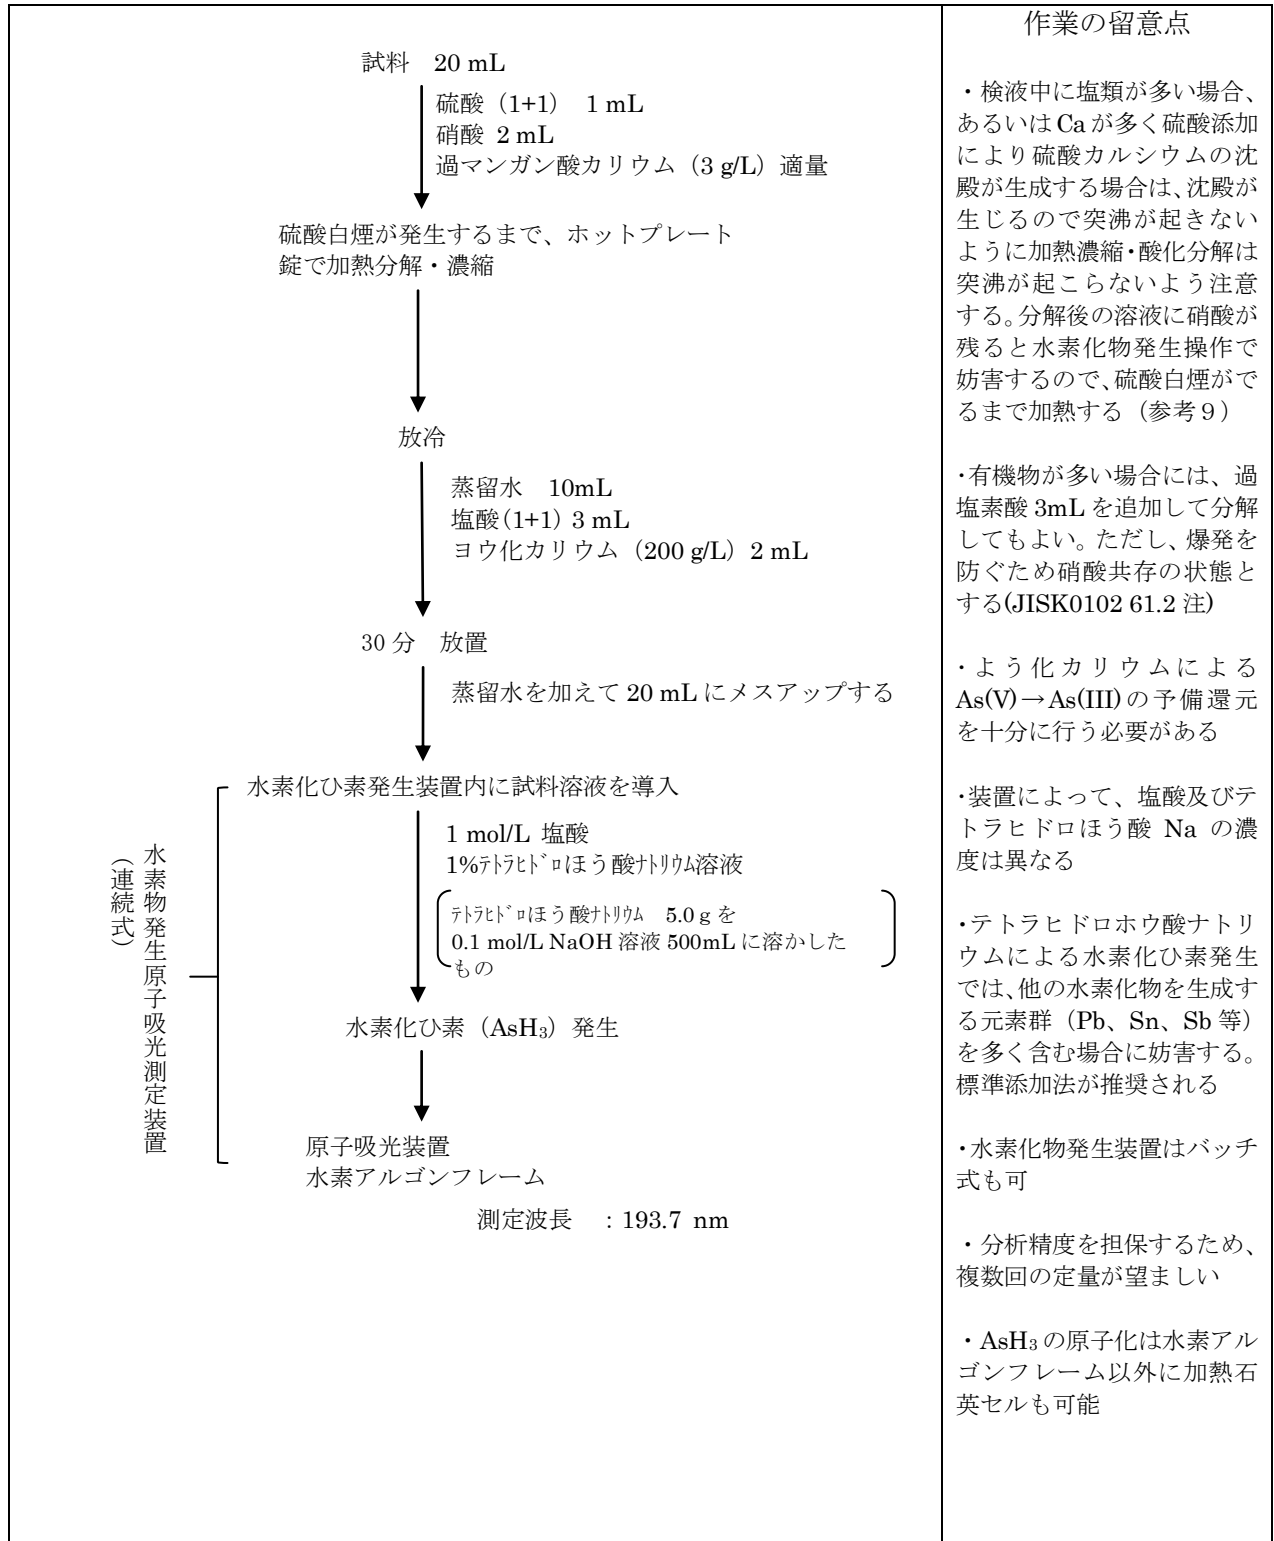 試料　20 mL
硫酸（1+1）　1 mL
硝酸 2 mL
過マンガン酸カリウム（3 g/L）適量
硫酸白煙が発生するまで、ホットプレート
錠で加熱分解・濃縮
放冷
蒸留水　10mL
塩酸(1+1) 3 mL
ヨウ化カリウム（200 g/L）2 mL
30 分　放置
蒸留水を加えて 20 mL にメスアップする
水素化ひ素発生装置内に試料溶液を導入
1 mol/L 塩酸
1%ﾃﾄﾗﾋﾄﾞﾛほう酸ﾅﾄﾘｳﾑ溶液
ﾃﾄﾗﾋﾄﾞﾛほう酸ﾅﾄﾘｳﾑ　5.0 g を
0.1 mol/L NaOH 溶液 500mL に溶かした
もの
水素化ひ素（AsH₃）発生
原子吸光装置
水素アルゴンフレーム
測定波長　：193.7 nm
水素物発生原子吸光測定装置
（連続式）
作業の留意点
・検液中に塩類が多い場合、
あるいは Ca が多く硫酸添加
により硫酸カルシウムの沈
殿が生成する場合は、沈殿が
生じるので突沸が起きない
ように加熱濃縮・酸化分解は
突沸が起こらないよう注意
する。分解後の溶液に硝酸が
残ると水素化物発生操作で
妨害するので、硫酸白煙がで
るまで加熱する（参考９）
・有機物が多い場合には、過
塩素酸 3mL を追加して分解
してもよい。ただし、爆発を
防ぐため硝酸共存の状態と
する(JISK0102 61.2 注)
・よう化カリウムによる
As(V)→As(III)の予備還元
を十分に行う必要がある
・装置によって、塩酸及びテ
トラヒドロほう酸 Na の濃
度は異なる
・テトラヒドロホウ酸ナトリ
ウムによる水素化ひ素発生
では、他の水素化物を生成す
る元素群（Pb、Sn、Sb 等）
を多く含む場合に妨害する。
標準添加法が推奨される
・水素化物発生装置はバッチ
式も可
・分析精度を担保するため、
複数回の定量が望ましい
・AsH₃の原子化は水素アル
ゴンフレーム以外に加熱石
英セルも可能